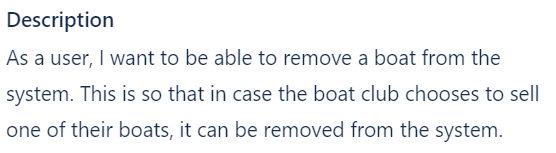 Description
As a user, I want to be able to remove a boat from the
system. This is so that in case the boat club chooses to sell
one of their boats, it can be removed from the system.